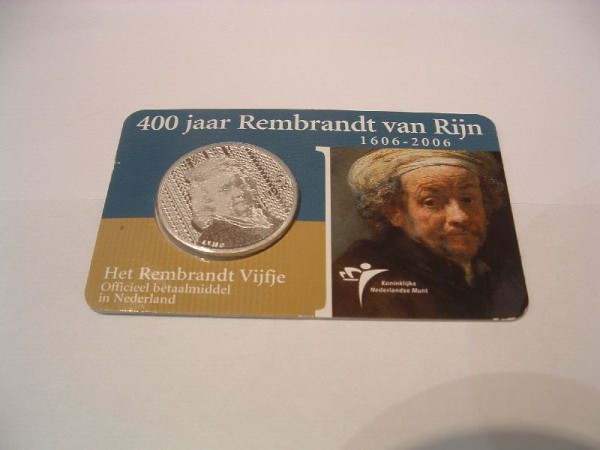 400 jaar Rembrandt van Rijn
1606-2006
Het Rembrandt Vijfje
Officieel betaalmiddel
in Nederland
Koninklijke
Nederlandse Munt